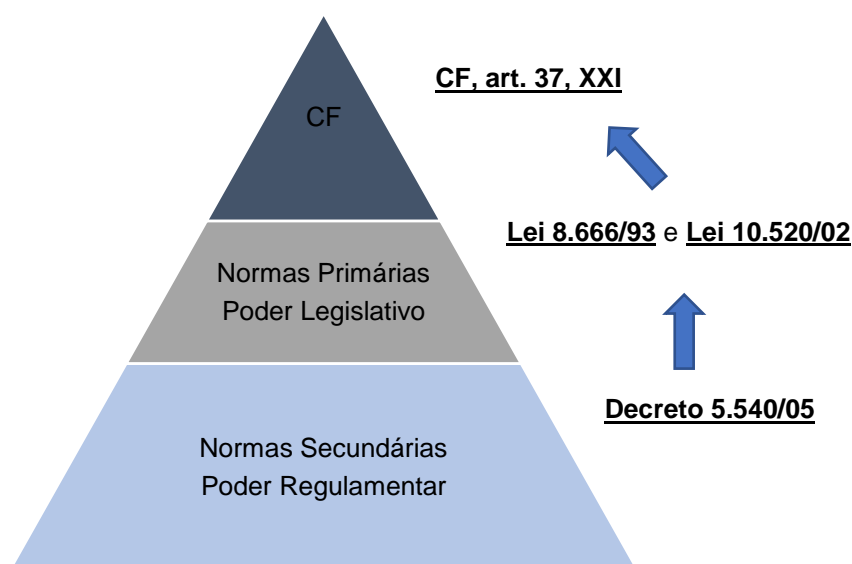 CF, art. 37, XXI
CF
Lei 8.666/93 e Lei 10.520/02
Normas Primárias
Poder Legislativo
Decreto 5.540/05
Normas Secundárias
Poder Regulamentar